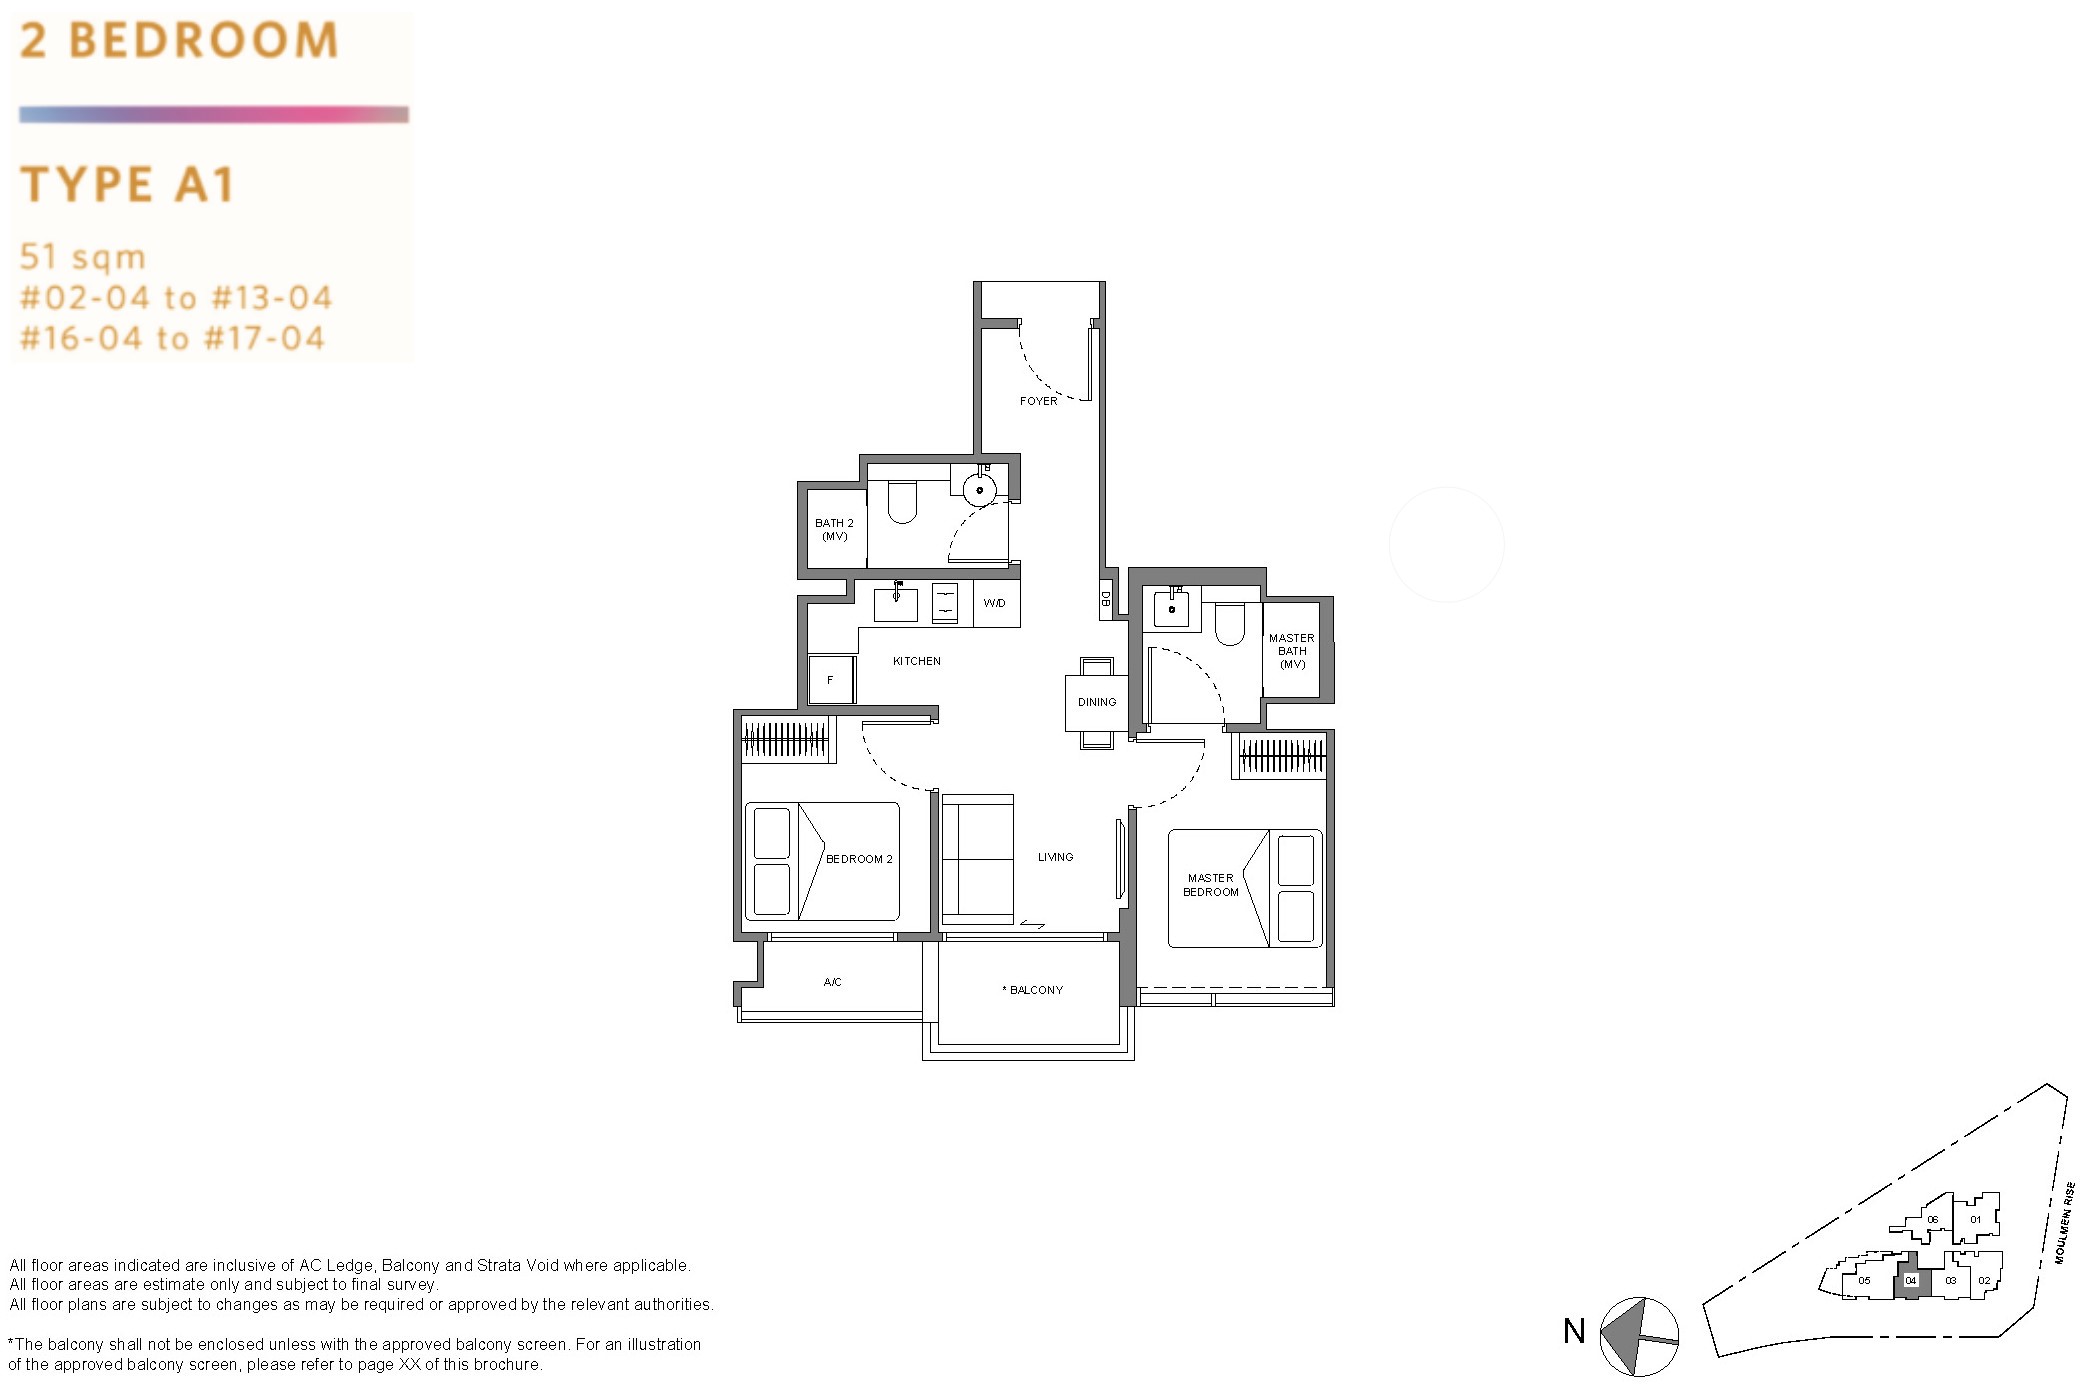 2 BEDROOM
TYPE A1
51 sqm
#02-04 to #13-04
#16-04 to #17-04
FOYER
BATH 2
(MV)
W/D
DB
KITCHEN
MASTER
BATH
(MV)
F
DINING
BEDROOM 2
LIVING
MASTER
BEDROOM
A/C
* BALCONY
06
01
05
04
03
02
MOULMEIN RISE
N
All floor areas indicated are inclusive of AC Ledge, Balcony and Strata Void where applicable.
All floor areas are estimate only and subject to final survey.
All floor plans are subject to changes as may be required or approved by the relevant authorities.
*The balcony shall not be enclosed unless with the approved balcony screen. For an illustration
of the approved balcony screen, please refer to page XX of this brochure.